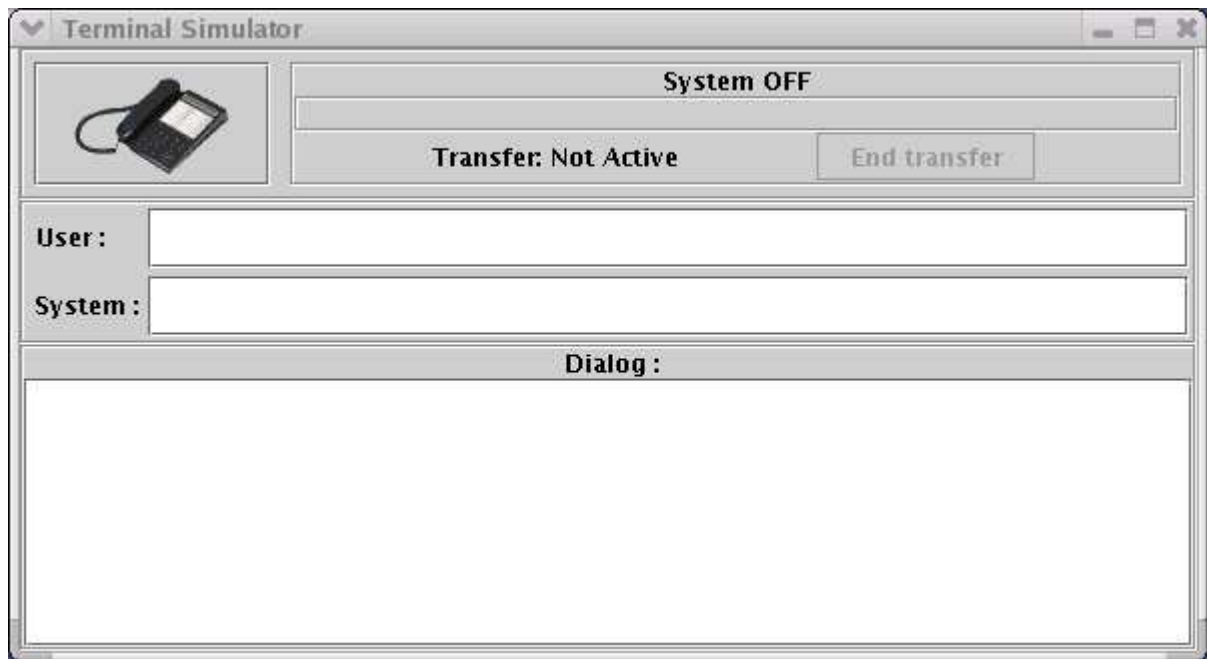 Terminal Simulator
System OFF
Transfer: Not Active
End transfer
User :
System :
Dialog :